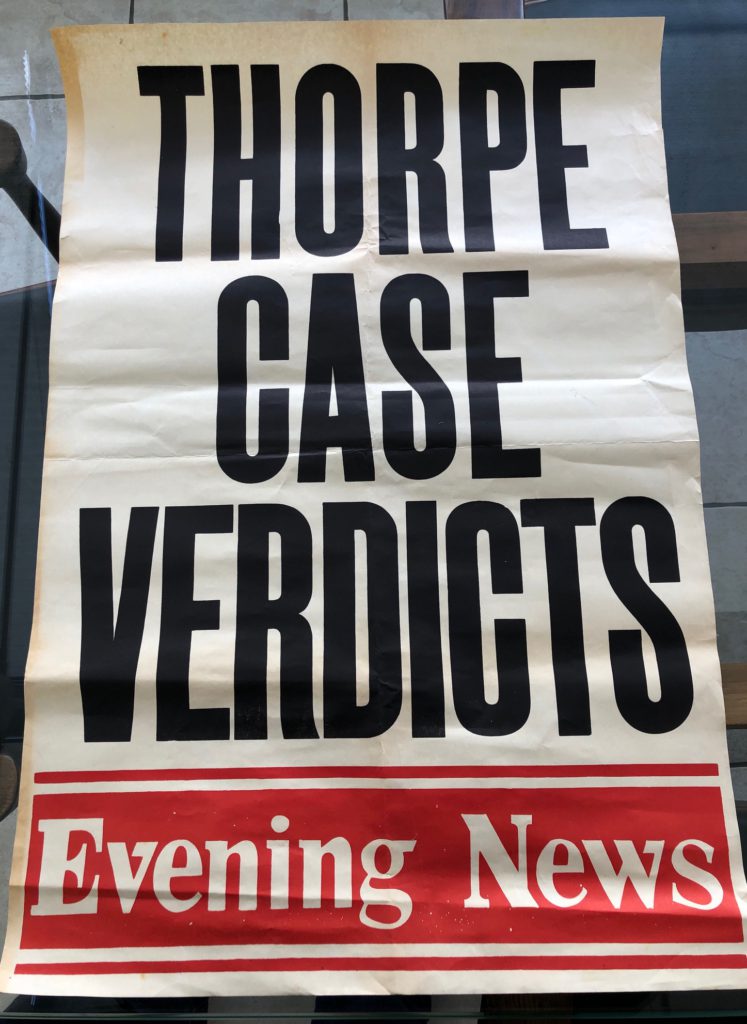 THORPE
CASE
VERDICTS
Evening News